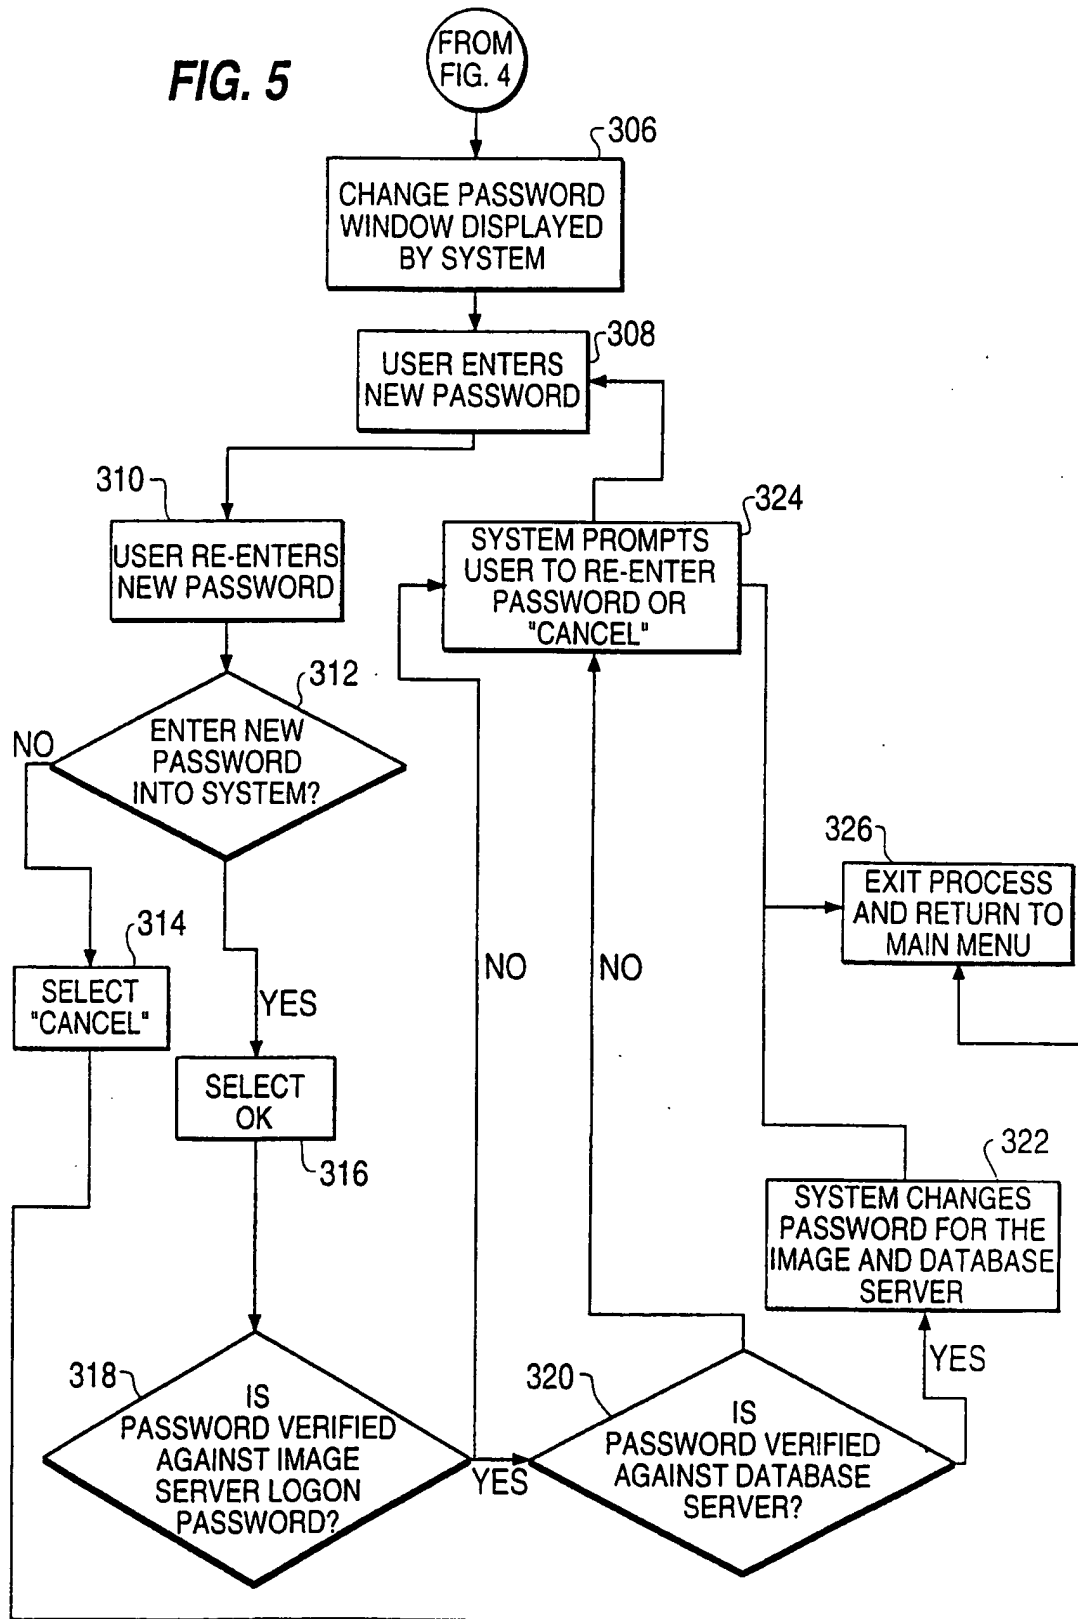 FIG. 5
FROM
FIG. 4
306
CHANGE PASSWORD
WINDOW DISPLAYED
BY SYSTEM
308
USER ENTERS
NEW PASSWORD
310
USER RE-ENTERS
NEW PASSWORD
324
SYSTEM PROMPTS
USER TO RE-ENTER
PASSWORD OR
"CANCEL"
312
ENTER NEW
PASSWORD
INTO SYSTEM?
NO
326
EXIT PROCESS
AND RETURN TO
MAIN MENU
314
SELECT
"CANCEL"
YES
NO
NO
SELECT
OK
316
322
SYSTEM CHANGES
PASSWORD FOR THE
IMAGE AND DATABASE
SERVER
YES
318
IS
PASSWORD VERIFIED
AGAINST IMAGE
SERVER LOGON
PASSWORD?
YES
320
IS
PASSWORD VERIFIED
AGAINST DATABASE
SERVER?